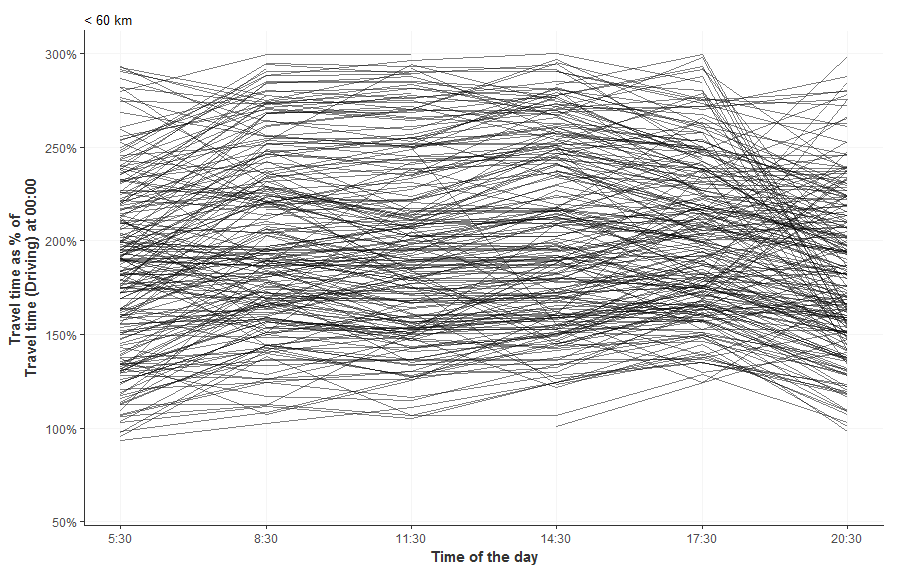 < 60 km
300%
250%
200%
150%
100%
50%
Travel time as % of
Travel time (Driving) at 00:00
5:30 8:30 11:30 14:30 17:30 20:30
Time of the day